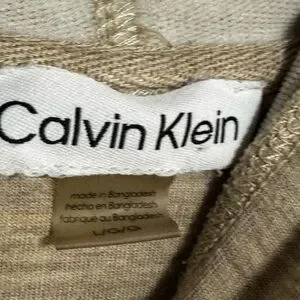 Calvin Klein
made in Bangladesh
hecho en Bangladesh
fabriqué au Bangladesh
L/G/G